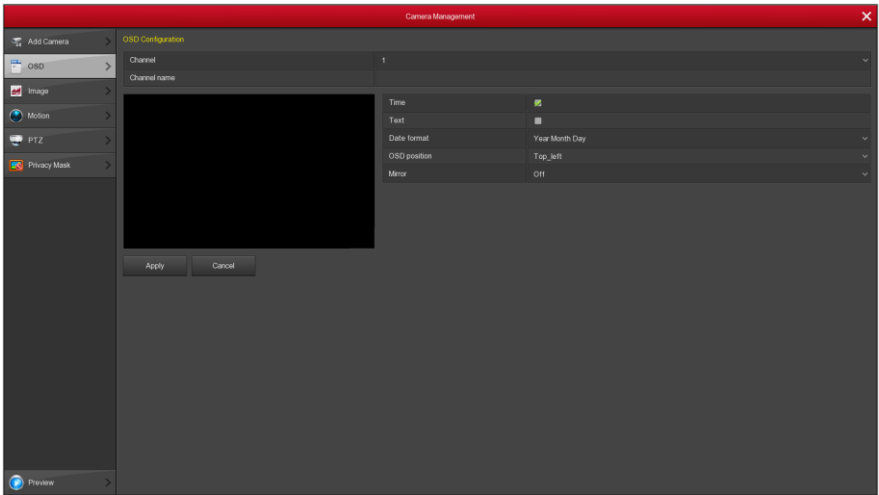 Camera Management
Add Camera
OSD
Image
Motion
PTZ
Privacy Mask
Preview
OSD Configuration
Channel 1
Channel name
Time
Text
Date format Year Month Day
OSD position Top_left
Mirror Off
Apply Cancel